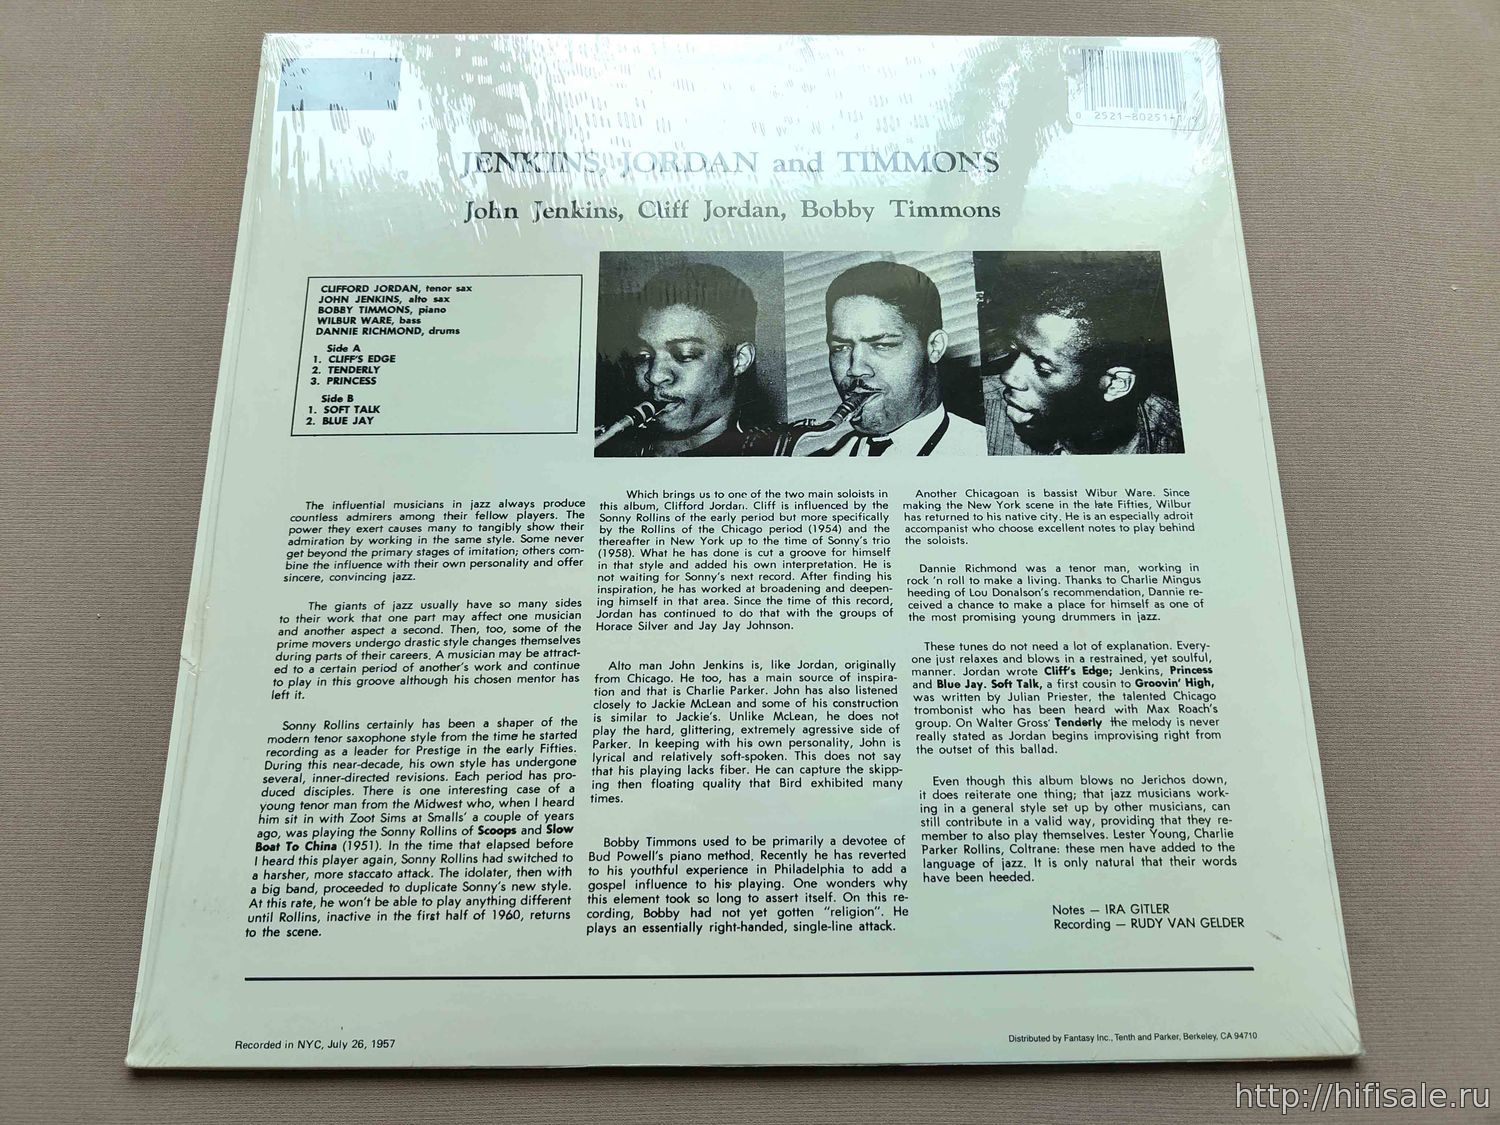 0 2521-80251-1
JENKINS, JORDAN and TIMMONS
John Jenkins, Cliff Jordan, Bobby Timmons
CLIFFORD JORDAN, tenor sax
JOHN JENKINS, alto sax
BOBBY TIMMONS, piano
WILBUR WARE, bass
DANNIE RICHMOND, drums
Side A
1. CLIFF'S EDGE
2. TENDERLY
3. PRINCESS
Side B
1. SOFT TALK
2. BLUE JAY
The influential musicians in jazz always produce
countless admirers among their fellow players. The
power they exert causes many to tangibly show their
admiration by working in the same style. Some never
get beyond the primary stages of imitation; others com-
bine the influence with their own personality and offer
sincere, convincing jazz.
The giants of jazz usually have so many sides
to their work that one part may affect one musician
and another aspect a second. Then, too, some of the
prime movers undergo drastic style changes themselves
during parts of their careers. A musician may be attract-
ed to a certain period of another's work and continue
to play in this groove although his chosen mentor has
left it.
Sonny Rollins certainly has been a shaper of the
modern tenor saxophone style from the time he started
recording as a leader for Prestige in the early Fifties.
During this near-decade, his own style has undergone
several, inner-directed revisions. Each period has pro-
duced disciples. There is one interesting case of a
young tenor man from the Midwest who, when I heard
him sit in with Zoot Sims at Smalls' a couple of years
ago, was playing the Sonny Rollins of Scoops and Slow
Boat To China (1951). In the time that elapsed before
I heard this player again, Sonny Rollins had switched to
a harsher, more staccato attack. The idolater, then with
a big band, proceeded to duplicate Sonny's new style.
At this rate, he won't be able to play anything different
until Rollins, inactive in the first half of 1960, returns
to the scene.
Which brings us to one of the two main soloists in
this album, Clifford Jordan. Cliff is influenced by the
Sonny Rollins of the early period but more specifically
by the Rollins of the Chicago period (1954) and the
thereafter in New York up to the time of Sonny's trio
(1958). What he has done is cut a groove for himself
in that style and added his own interpretation. He is
not waiting for Sonny's next record. After finding his
inspiration, he has worked at broadening and deepen-
ing himself in that area. Since the time of this record,
Jordan has continued to do that with the groups of
Horace Silver and Jay Jay Johnson.
Alto man John Jenkins is, like Jordan, originally
from Chicago. He too, has a main source of inspira-
tion and that is Charlie Parker. John has also listened
closely to Jackie McLean and some of his construction
is similar to Jackie's. Unlike McLean, he does not
play the hard, glittering, extremely agressive side of
Parker. In keeping with his own personality, John is
lyrical and relatively soft-spoken. This does not say
that his playing lacks fiber. He can capture the skipp-
ing then floating quality that Bird exhibited many
times.
Bobby Timmons used to be primarily a devotee of
Bud Powell's piano method. Recently he has reverted
to his youthful experience in Philadelphia to add a
gospel influence to his playing. One wonders why
this element took so long to assert itself. On this re-
cording, Bobby had not yet gotten "religion". He
plays an essentially right-handed, single-line attack.
Another Chicagoan is bassist Wibur Ware. Since
making the New York scene in the late Fifties, Wilbur
has returned to his native city. He is an especially adroit
accompanist who choose excellent notes to play behind
the soloists.
Dannie Richmond was a tenor man, working in
rock 'n roll to make a living. Thanks to Charlie Mingus
heeding of Lou Donalson's recommendation, Dannie re-
ceived a chance to make a place for himself as one of
the most promising young drummers in jazz.
These tunes do not need a lot of explanation. Every-
one just relaxes and blows in a restrained, yet soulful,
manner. Jordan wrote Cliff's Edge; Jenkins, Princess
and Blue Jay. Soft Talk, a first cousin to Groovin' High,
was written by Julian Priester, the talented Chicago
trombonist who has been heard with Max Roach's
group. On Walter Gross' Tenderly the melody is never
really stated as Jordan begins improvising right from
the outset of this ballad.
Even though this album blows no Jerichos down,
it does reiterate one thing; that jazz musicians work-
ing in a general style set up by other musicians, can
still contribute in a valid way, providing that they re-
member to also play themselves. Lester Young, Charlie
Parker Rollins, Coltrane: these men have added to the
language of jazz. It is only natural that their words
have been heeded.
Notes – IRA GITLER
Recording – RUDY VAN GELDER
Recorded in NYC, July 26, 1957
Distributed by Fantasy Inc., Tenth and Parker, Berkeley, CA 94710
http://hifisale.ru